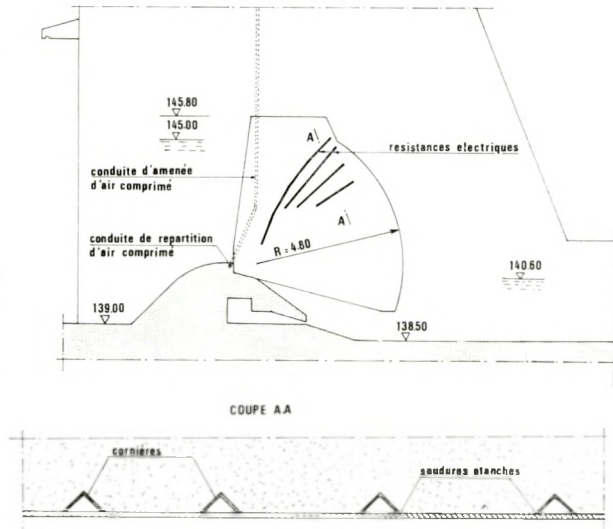 145.80
145.00
A
resistances electriques
conduite d'amenée
d'air comprimé
A
conduite de repartition
d'air comprimé
R = 4.80
140.60
139.00
138.50
COUPE A.A
cornières
soudures etanches